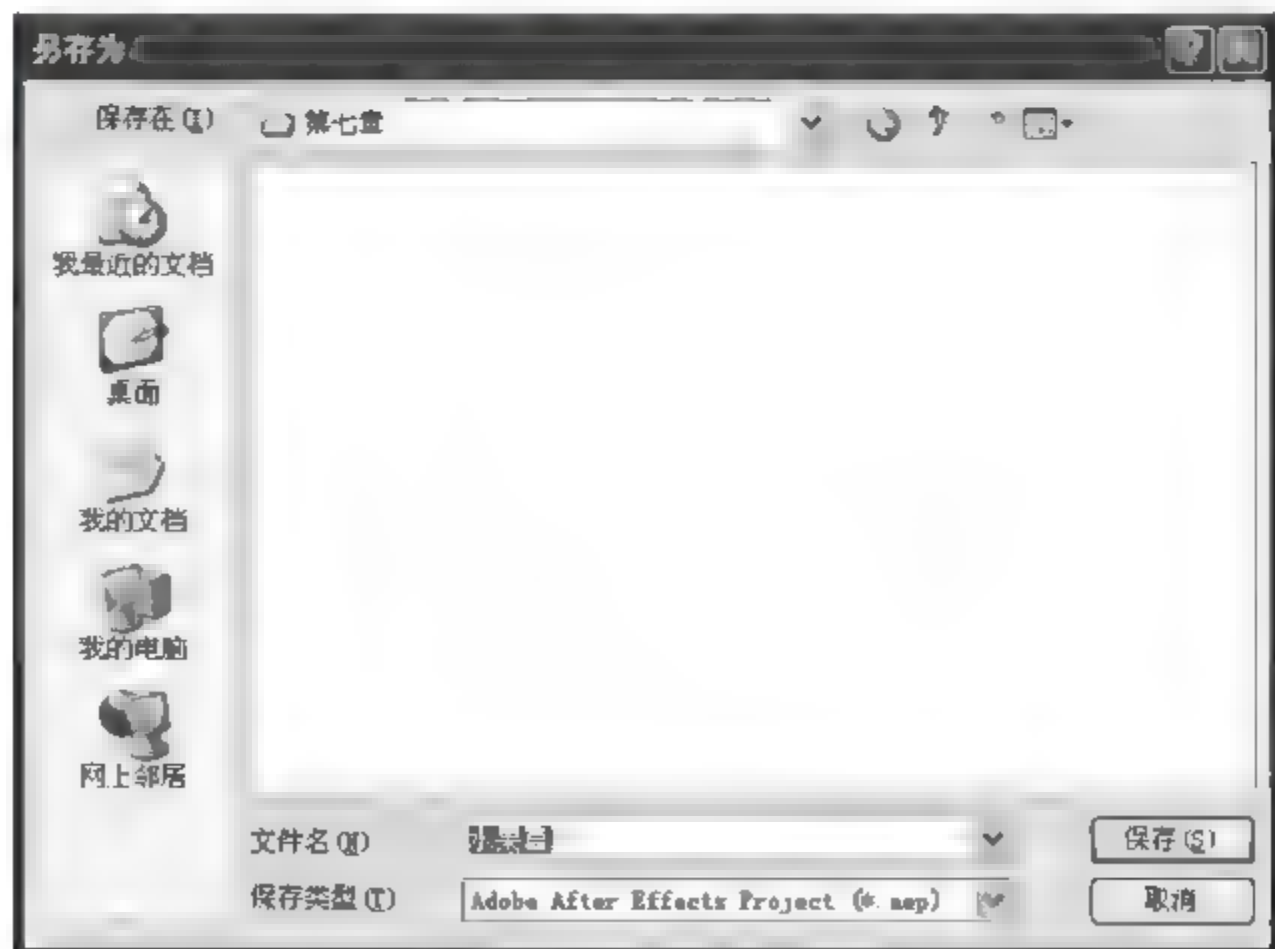 另存为
保存在(I)
第七章
我最近的文档
桌面
我的文档
我的电脑
网上邻居
文件名(N)
保存(S)
保存类型(T)
Adobe After Effects Project (*.aep)
取消